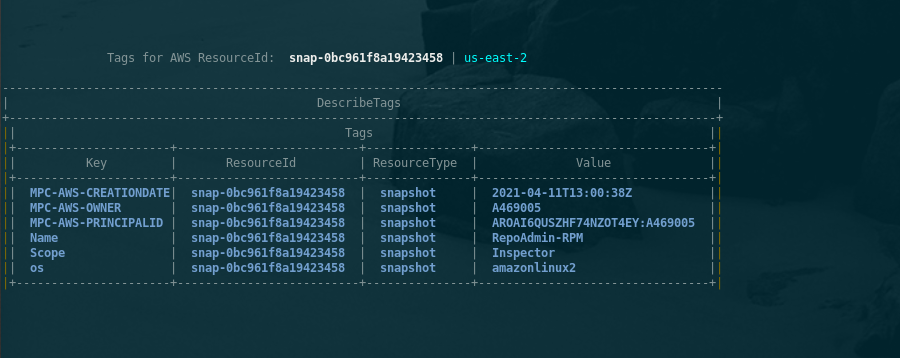 Tags for AWS ResourceId: snap-0bc961f8a19423458 | us-east-2
DescribeTags
Tags
Key | ResourceId | ResourceType | Value
MPC-AWS-CREATIONDATE| snap-0bc961f8a19423458 | snapshot | 2021-04-11T13:00:38Z
MPC-AWS-OWNER | snap-0bc961f8a19423458 | snapshot | A469005
MPC-AWS-PRINCIPALID | snap-0bc961f8a19423458 | snapshot | AROAI6QUSZHF74NZOT4EY:A469005
Name | snap-0bc961f8a19423458 | snapshot | RepoAdmin-RPM
Scope | snap-0bc961f8a19423458 | snapshot | Inspector
os | snap-0bc961f8a19423458 | snapshot | amazonlinux2